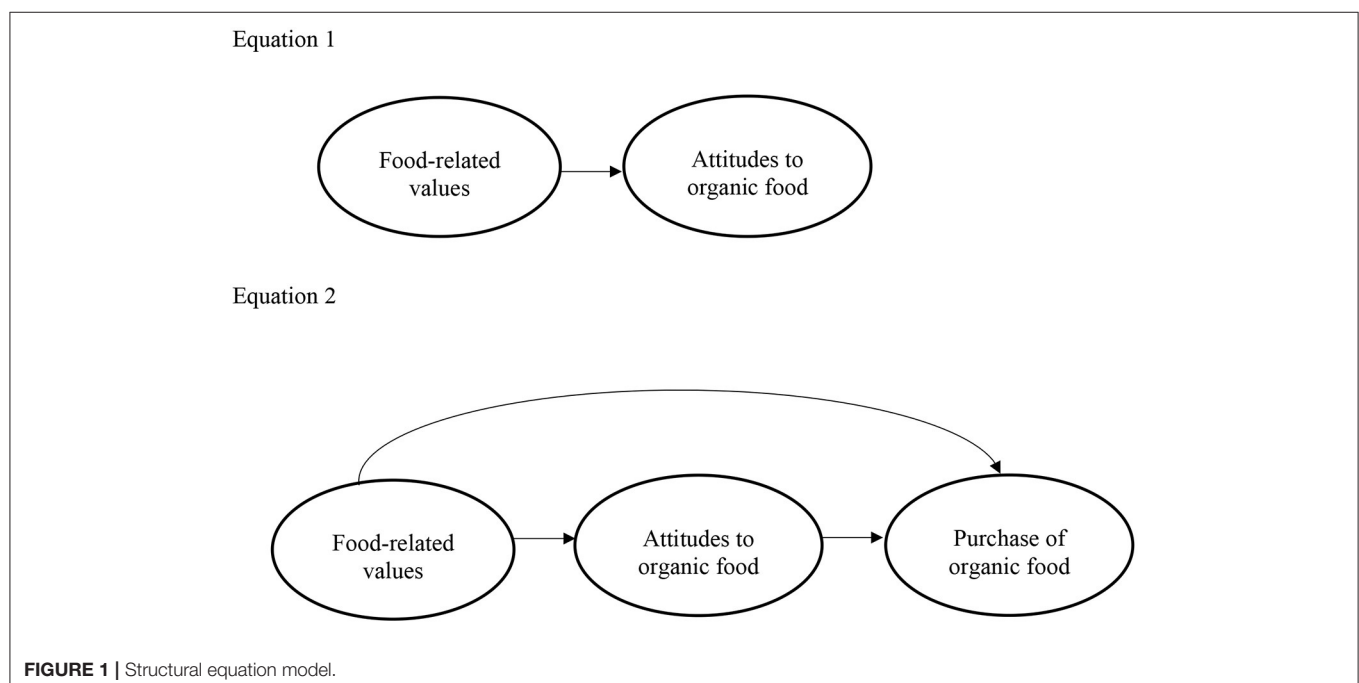 Equation 1
Food-related
values
Attitudes to
organic food
Equation 2
Food-related
values
Attitudes to
organic food
Purchase of
organic food
FIGURE 1 | Structural equation model.